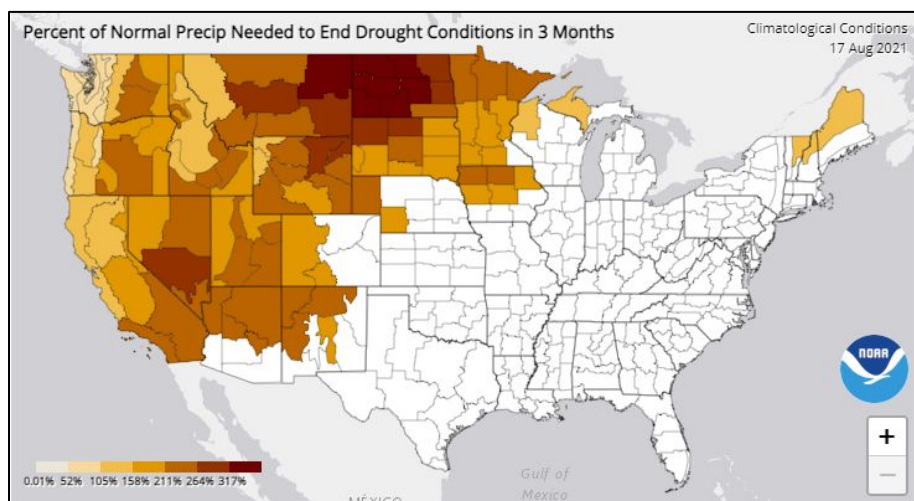 Percent of Normal Precip Needed to End Drought Conditions in 3 Months
Climatological Conditions
17 Aug 2021
NOAA
+
−
0.01% 52% 105% 158% 211% 264% 317%
Gulf of
Mexico
MÉXICO